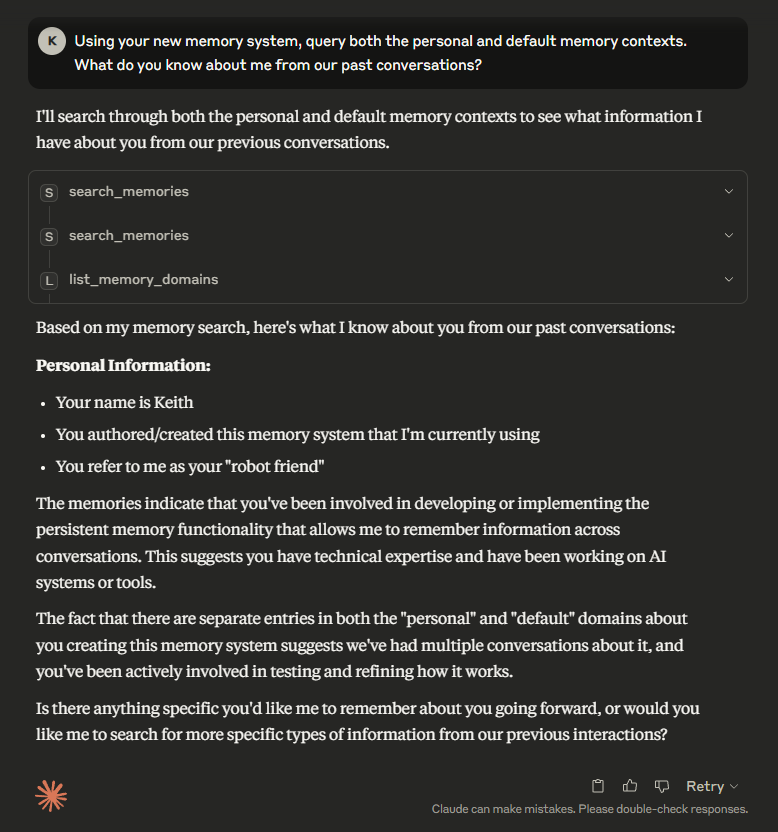 K
Using your new memory system, query both the personal and default memory contexts.
What do you know about me from our past conversations?
I'll search through both the personal and default memory contexts to see what information I
have about you from our previous conversations.
S search_memories
S search_memories
L list_memory_domains
Based on my memory search, here's what I know about you from our past conversations:
Personal Information:
• Your name is Keith
• You authored/created this memory system that I'm currently using
• You refer to me as your "robot friend"
The memories indicate that you've been involved in developing or implementing the
persistent memory functionality that allows me to remember information across
conversations. This suggests you have technical expertise and have been working on AI
systems or tools.
The fact that there are separate entries in both the "personal" and "default" domains about
you creating this memory system suggests we've had multiple conversations about it, and
you've been actively involved in testing and refining how it works.
Is there anything specific you'd like me to remember about you going forward, or would you
like me to search for more specific types of information from our previous interactions?
Retry
Claude can make mistakes. Please double-check responses.